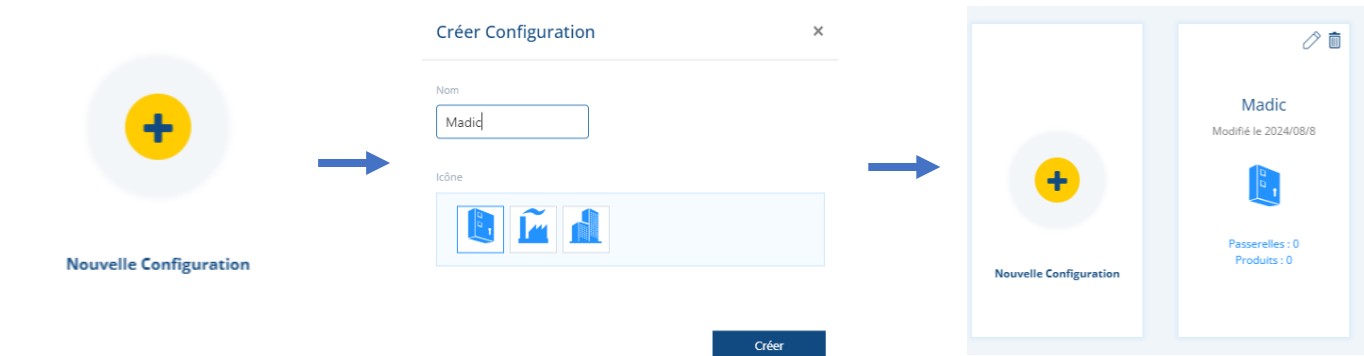 Nouvelle Configuration
Créer Configuration
×
Nom
Madic
Icône
Créer
Nouvelle Configuration
Madic
Modifié le 2024/08/8
Passerelles : 0
Produits : 0